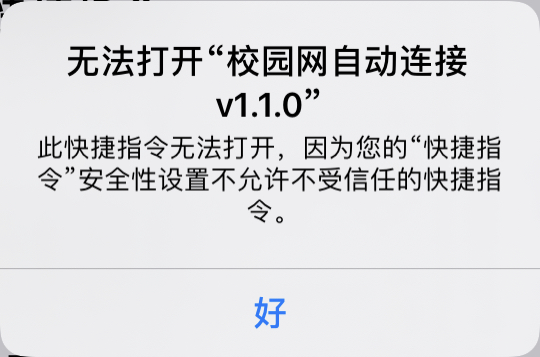 无法打开“校园网自动连接
v1.1.0”
此快捷指令无法打开，因为您的“快捷指
令”安全性设置不允许不受信任的快捷指
令。
好